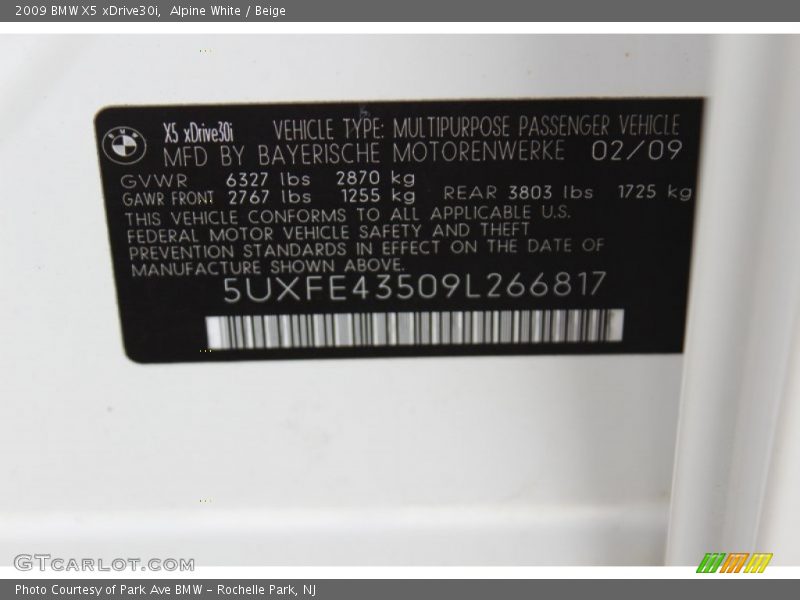 2009 BMW X5 xDrive30i,  Alpine White / Beige
BMW X5 xDrive30i VEHICLE TYPE: MULTIPURPOSE PASSENGER VEHICLE
MFD BY BAYERISCHE MOTORENWERKE 02/09
GVWR 6327 lbs 2870 kg
GAWR FRONT 2767 lbs 1255 kg REAR 3803 lbs 1725 kg
THIS VEHICLE CONFORMS TO ALL APPLICABLE U.S.
FEDERAL MOTOR VEHICLE SAFETY AND THEFT
PREVENTION STANDARDS IN EFFECT ON THE DATE OF
MANUFACTURE SHOWN ABOVE.
5UXFE43509L266817
GTCARLOT.COM
Photo Courtesy of Park Ave BMW - Rochelle Park, NJ